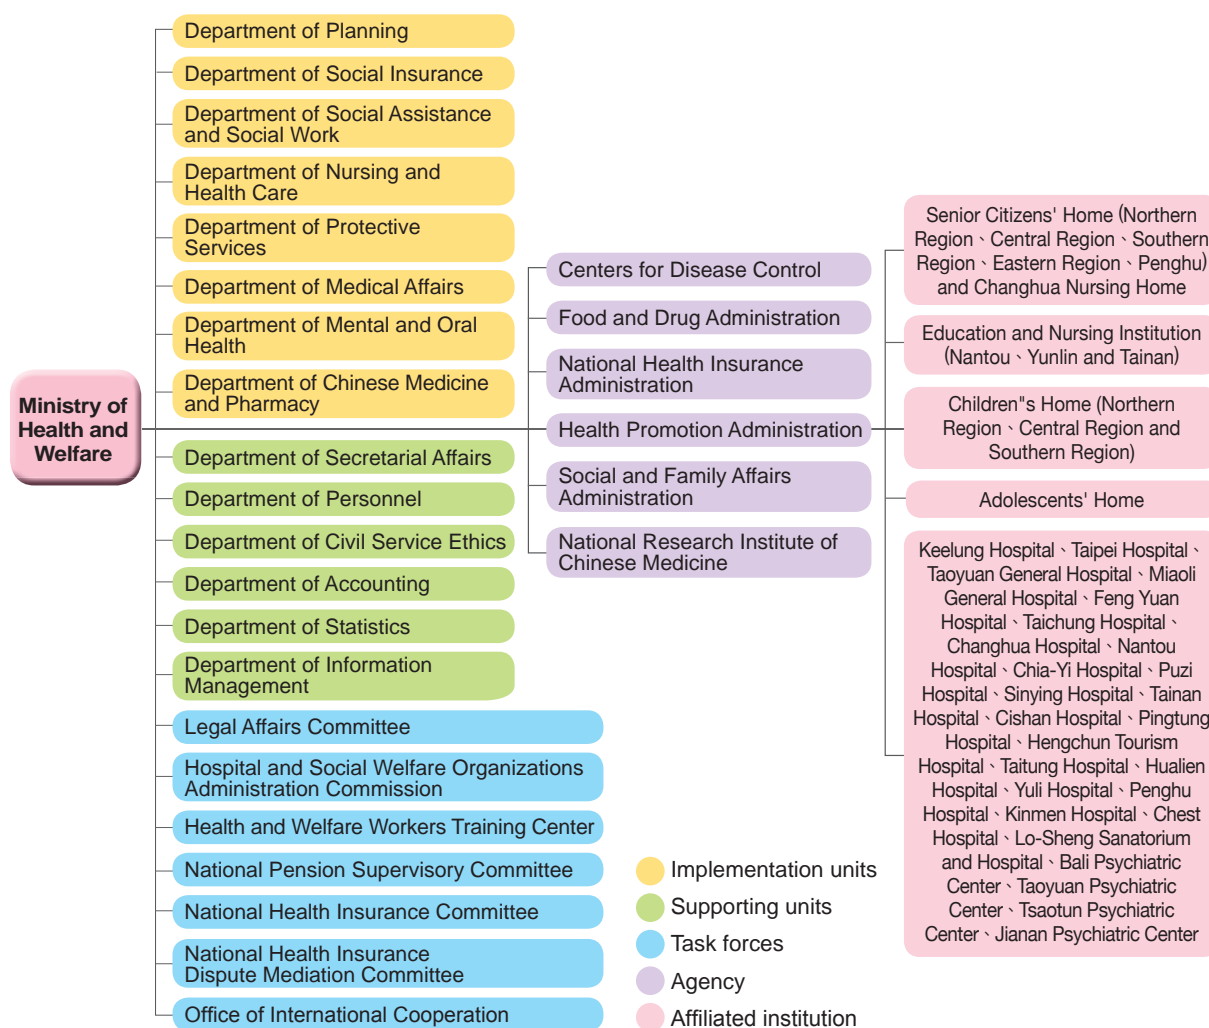 Ministry of
Health and
Welfare
Department of Planning
Department of Social Insurance
Department of Social Assistance
and Social Work
Department of Nursing and
Health Care
Department of Protective
Services
Department of Medical Affairs
Department of Mental and Oral
Health
Department of Chinese Medicine
and Pharmacy
Department of Secretarial Affairs
Department of Personnel
Department of Civil Service Ethics
Department of Accounting
Department of Statistics
Department of Information
Management
Legal Affairs Committee
Hospital and Social Welfare Organizations
Administration Commission
Health and Welfare Workers Training Center
National Pension Supervisory Committee
National Health Insurance Committee
National Health Insurance
Dispute Mediation Committee
Office of International Cooperation
Centers for Disease Control
Food and Drug Administration
National Health Insurance
Administration
Health Promotion Administration
Social and Family Affairs
Administration
National Research Institute of
Chinese Medicine
Senior Citizens' Home (Northern
Region、Central Region、Southern
Region、Eastern Region、Penghu)
and Changhua Nursing Home
Education and Nursing Institution
(Nantou、Yunlin and Tainan)
Children"s Home (Northern
Region、Central Region and
Southern Region)
Adolescents' Home
Keelung Hospital、Taipei Hospital、
Taoyuan General Hospital、Miaoli
General Hospital、Feng Yuan
Hospital、Taichung Hospital、
Changhua Hospital、Nantou
Hospital、Chia-Yi Hospital、Puzi
Hospital、Sinying Hospital、Tainan
Hospital、Cishan Hospital、Pingtung
Hospital、Hengchun Tourism
Hospital、Taitung Hospital、Hualien
Hospital、Yuli Hospital、Penghu
Hospital、Kinmen Hospital、Chest
Hospital、Lo-Sheng Sanatorium
and Hospital、Bali Psychiatric
Center、Taoyuan Psychiatric
Center、Tsaotun Psychiatric
Center、Jianan Psychiatric Center
Implementation units
Supporting units
Task forces
Agency
Affiliated institution